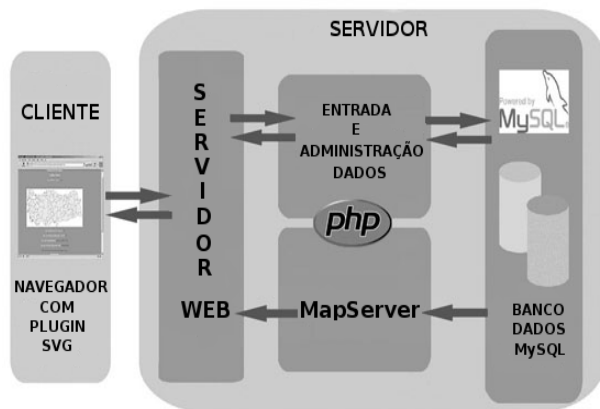 SERVIDOR
CLIENTE
NAVEGADOR
COM
PLUGIN
SVG
S
E
R
V
I
D
O
R
WEB
ENTRADA
E
ADMINISTRAÇÃO
DADOS
php
MapServer
Powered by
MySQL
BANCO
DADOS
MySQL